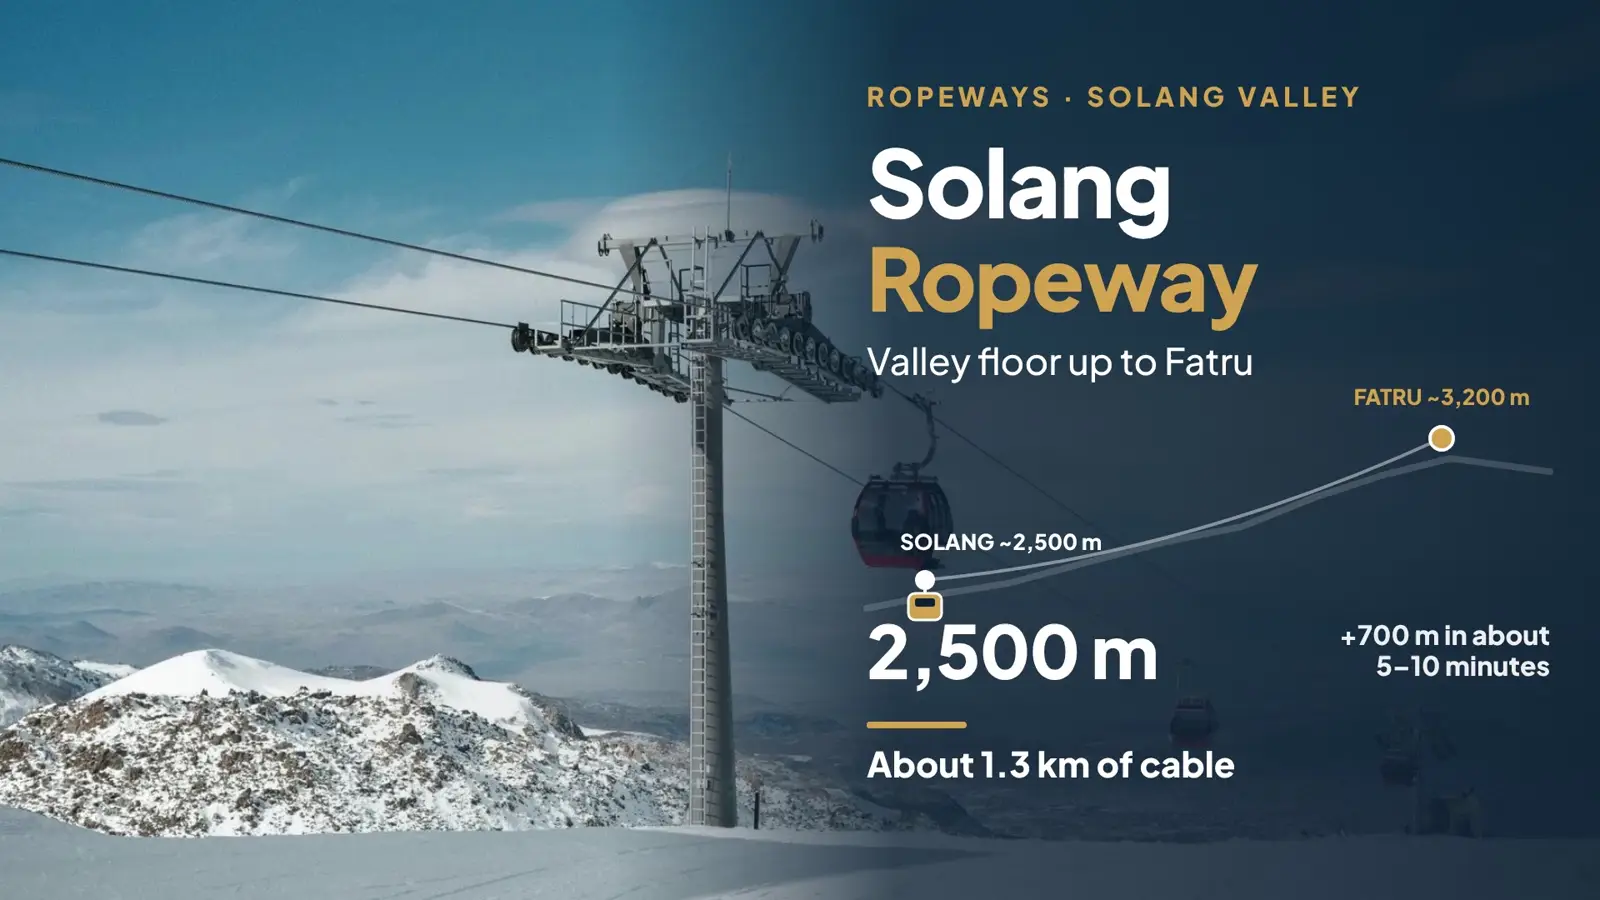 ROPEWAYS · SOLANG VALLEY
Solang
Ropeway
Valley floor up to Fatru
FATRU ~3,200 m
SOLANG ~2,500 m
2,500 m
+700 m in about
5–10 minutes
About 1.3 km of cable